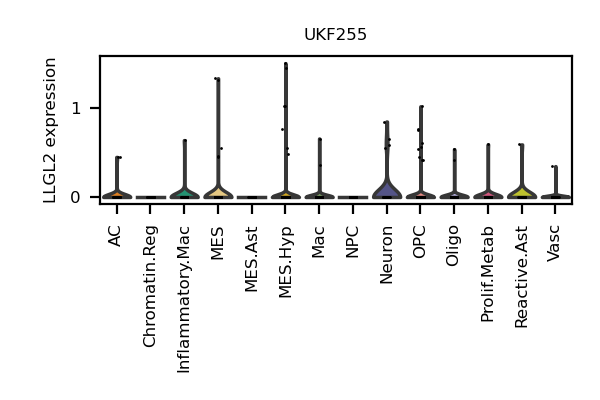 UKF255
LLGL2 expression
1
0
AC
Chromatin.Reg
Inflammatory.Mac
MES
MES.Ast
MES.Hyp
Mac
NPC
Neuron
OPC
Oligo
Prolif.Metab
Reactive.Ast
Vasc